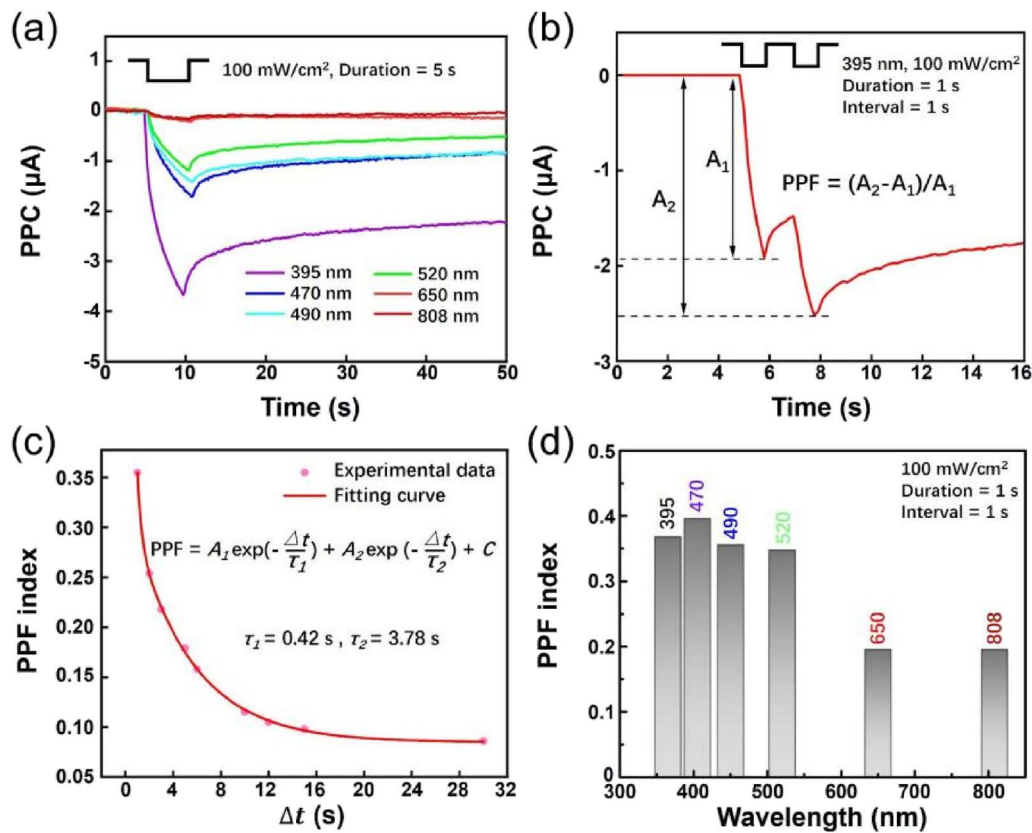 (a)
1
0
-1
-2
-3
-4
-5
PPC (μA)
100 mW/cm², Duration = 5 s
395 nm
520 nm
470 nm
650 nm
490 nm
808 nm
0
10
20
30
40
50
Time (s)
(b)
0
-1
-2
-3
PPC (μA)
395 nm, 100 mW/cm²
Duration = 1 s
Interval = 1 s
A₁
A₂
PPF = (A₂-A₁)/A₁
0
2
4
6
8
10
12
14
16
Time (s)
(c)
0.35
0.30
0.25
0.20
0.15
0.10
0.05
PPF index
Experimental data
Fitting curve
PPF = A₁exp(-Δt/τ₁) + A₂exp (-Δt/τ₂) + C
τ₁ = 0.42 s , τ₂ = 3.78 s
0
4
8
12
16
20
24
28
32
Δt (s)
(d)
0.5
0.4
0.3
0.2
0.1
0
PPF index
100 mW/cm²
Duration = 1 s
Interval = 1 s
395
470
490
520
650
808
300
400
500
600
700
800
Wavelength (nm)